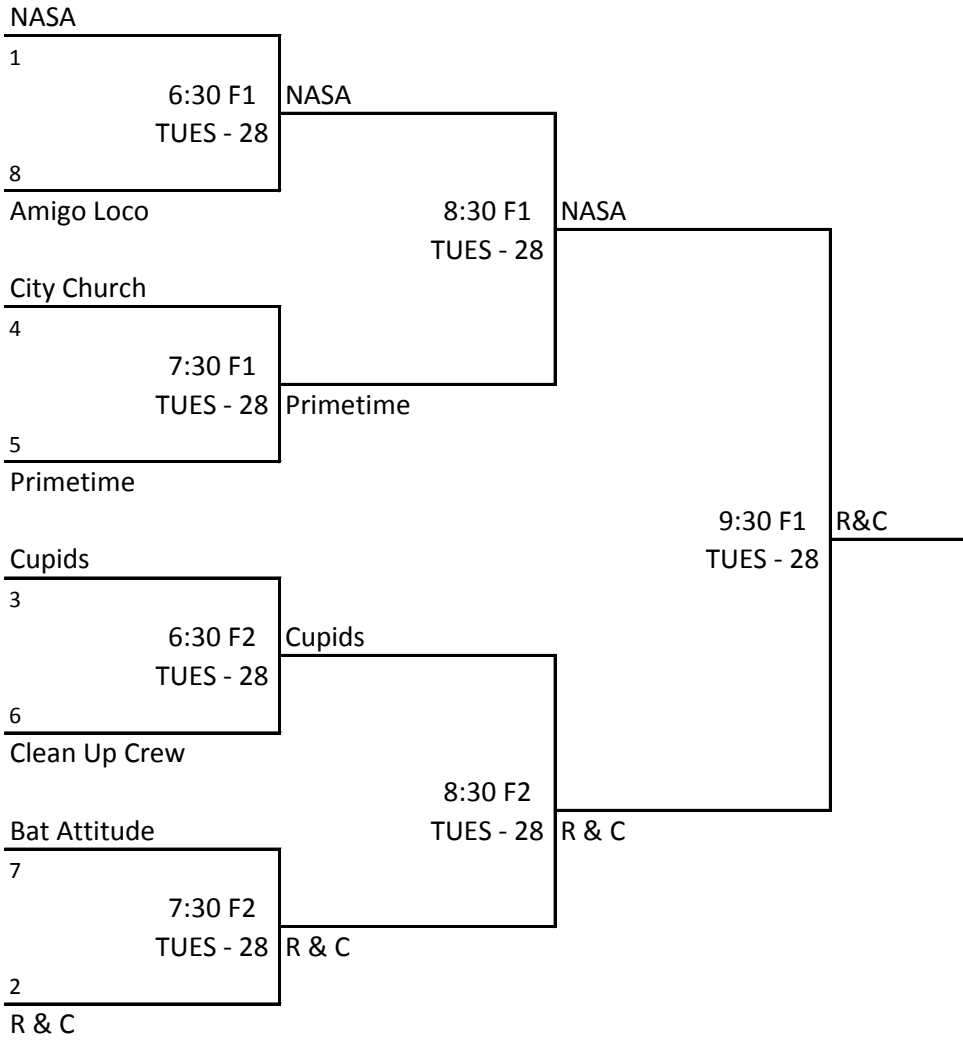 NASA
1
6:30 F1
TUES - 28
NASA
8
Amigo Loco
8:30 F1
TUES - 28
NASA
City Church
4
7:30 F1
TUES - 28
Primetime
5
Primetime
9:30 F1
TUES - 28
R&C
Cupids
3
6:30 F2
TUES - 28
Cupids
6
Clean Up Crew
8:30 F2
TUES - 28
R & C
Bat Attitude
7
7:30 F2
TUES - 28
R & C
2
R & C